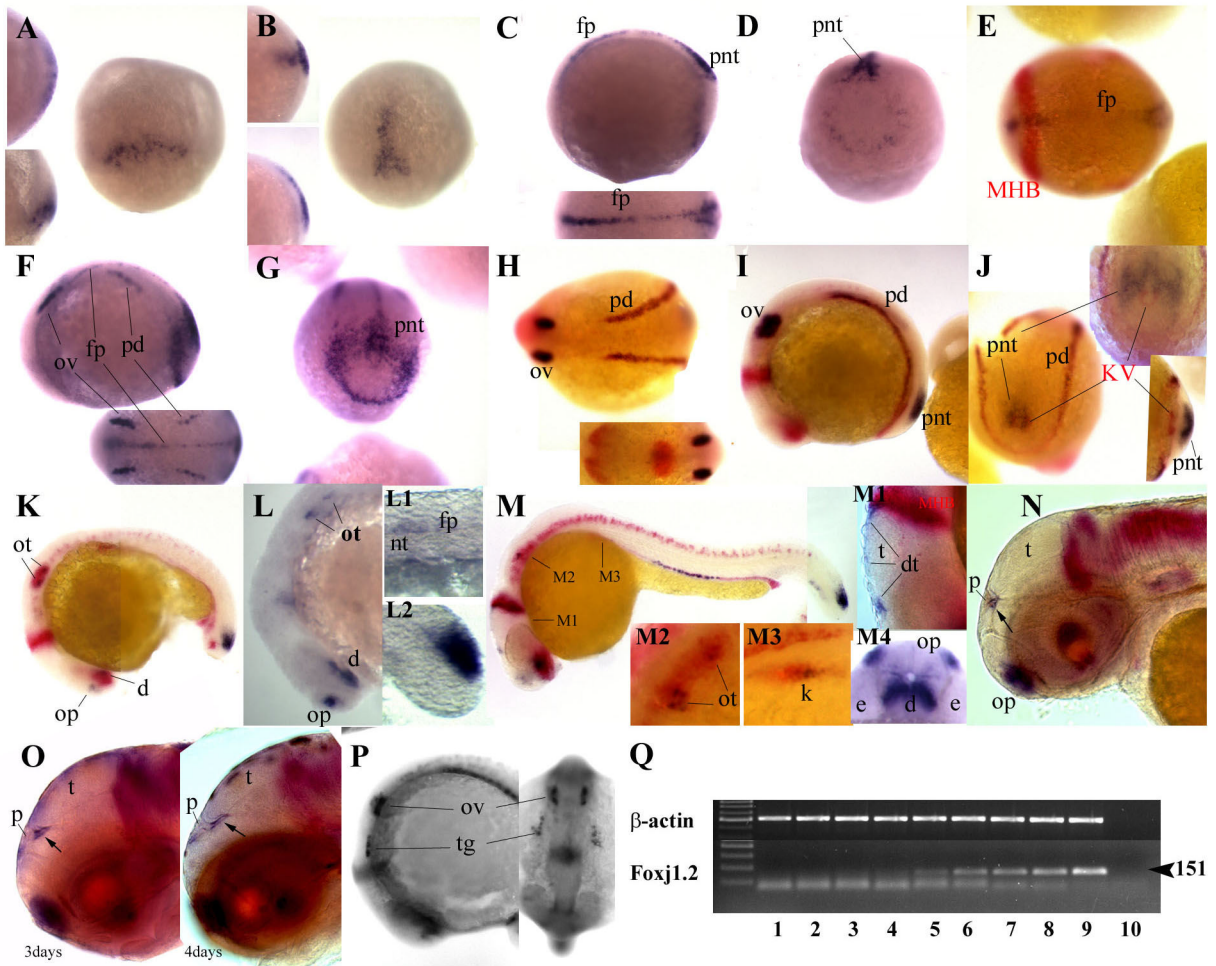 A
B
C
fp
pnt
fp
D
pnt
E
fp
MHB
F
ov
fp
pd
G
pnt
H
pd
ov
I
ov
pd
pnt
J
pnt
pd
KV
pnt
K
ot
d
op
L
ot
d
op
L1
fp
nt
L2
M
M2
M3
M1
M2
ot
M3
k
M1
MHB
t
dt
M4
op
e
d
e
N
t
p
op
O
t
p
3days
t
p
4days
P
ov
tg
Q
β-actin
Foxj1.2
151
1 2 3 4 5 6 7 8 9 10